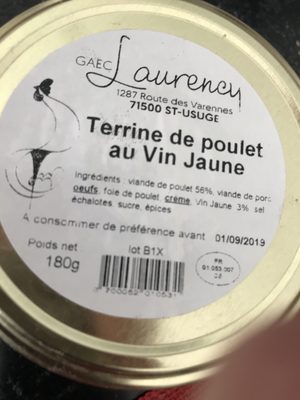 GAEC Laurency
1287 Route des Varennes
71500 ST-USUGE
Terrine de poulet
au Vin Jaune
Ingrédients viande de poulet 56%, viande de porc
oeufs, foie de poulet, crème, Vin Jaune 3% sel
échalotes sucre, épices
A consommer de préférence avant 01/09/2019
Poids net
180g
lot B1X
FR